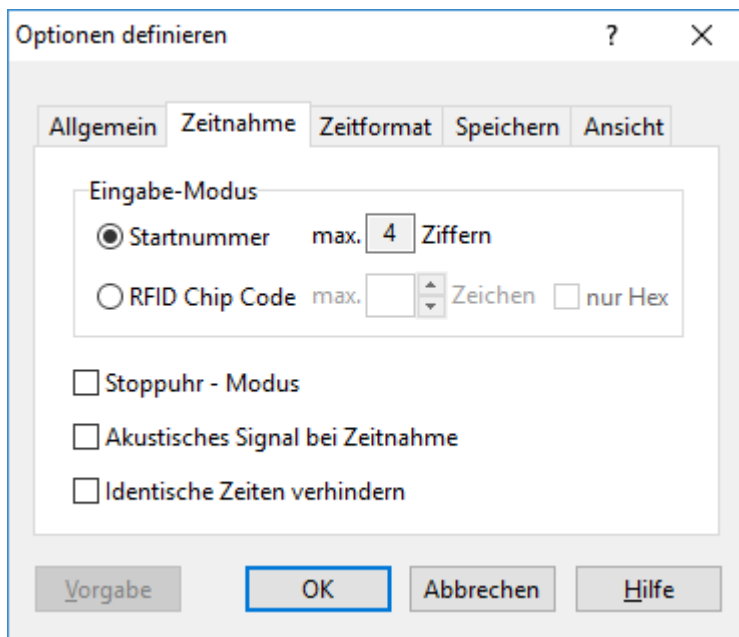 Optionen definieren ?
Allgemein Zeitnahme Zeitformat Speichern Ansicht
Eingabe-Modus
Startnummer max. 4 Ziffern
RFID Chip Code max. Zeichen nur Hex
Stoppuhr - Modus
Akustisches Signal bei Zeitnahme
Identische Zeiten verhindern
Vorgabe OK Abbrechen Hilfe